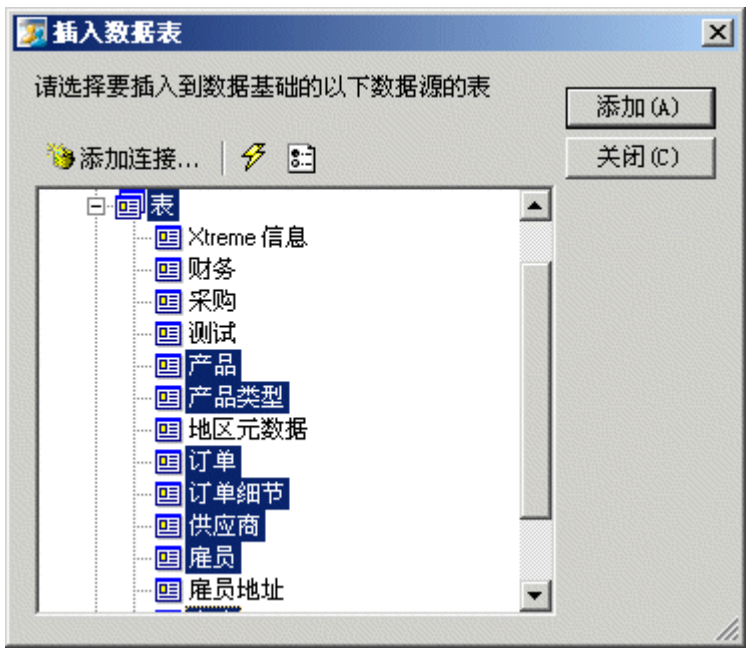 插入数据表
请选择要插入到数据基础的以下数据源的表
添加(A)
添加连接...
关闭(C)
表
Xtreme 信息
财务
采购
测试
产品
产品类型
地区元数据
订单
订单细节
供应商
雇员
雇员地址